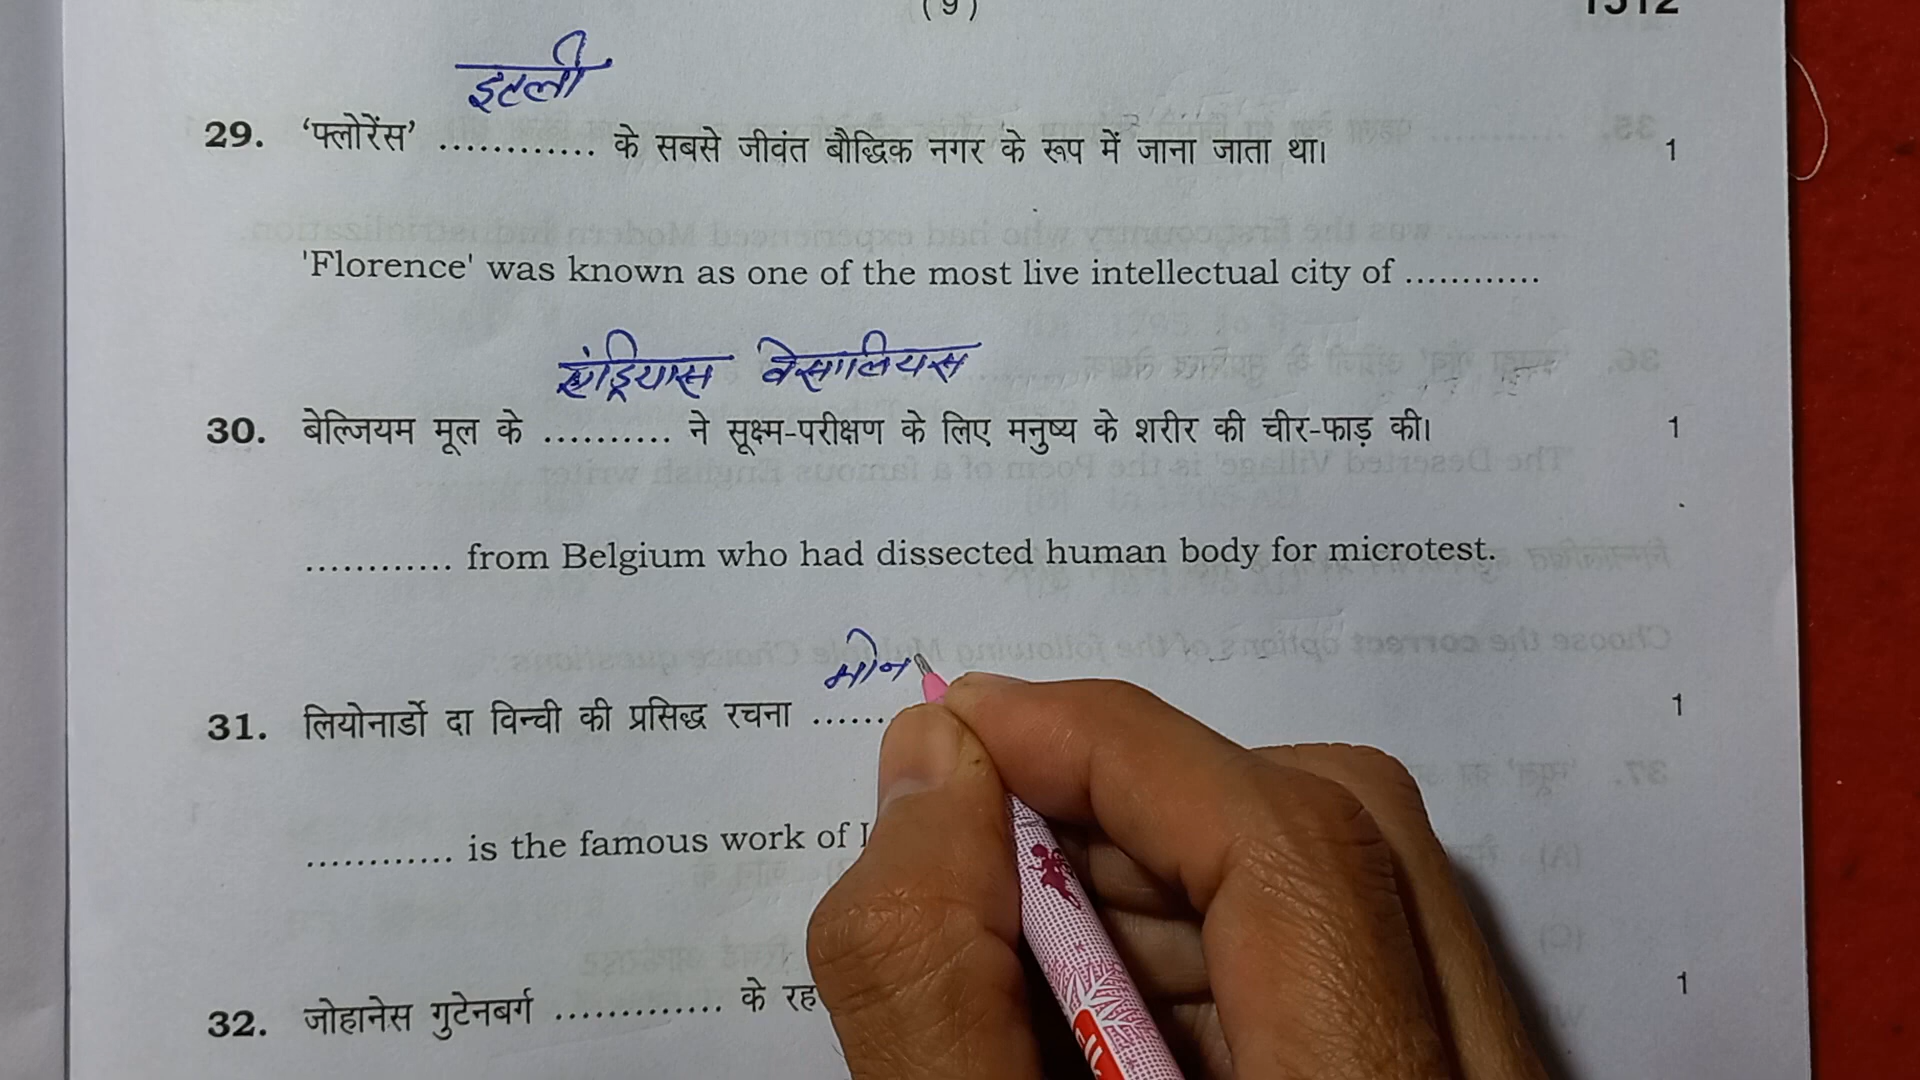 (9)
1512
इटली
29. ‘फ्लोरेंस’ ............ के सबसे जीवंत बौद्धिक नगर के रूप में जाना जाता था। 1
'Florence' was known as one of the most live intellectual city of ............
एंड्रियास वेसालियस
30. बेल्जियम मूल के .......... ने सूक्ष्म-परीक्षण के लिए मनुष्य के शरीर की चीर-फाड़ की। 1
............ from Belgium who had dissected human body for microtest.
मोन
31. लियोनार्डो दा विन्ची की प्रसिद्ध रचना ...... 1
............ is the famous work of
32. जोहानेस गुटेनबर्ग ............. के रह 1